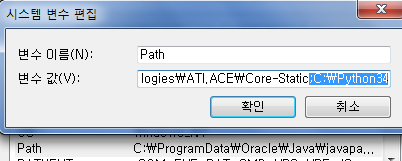 시스템 변수 편집
변수 이름(N): Path
변수 값(V): logies\ATI.ACE\Core-Static;C:\Python34
확인 취소
Path C:\ProgramData\Oracle\Java\javapa...